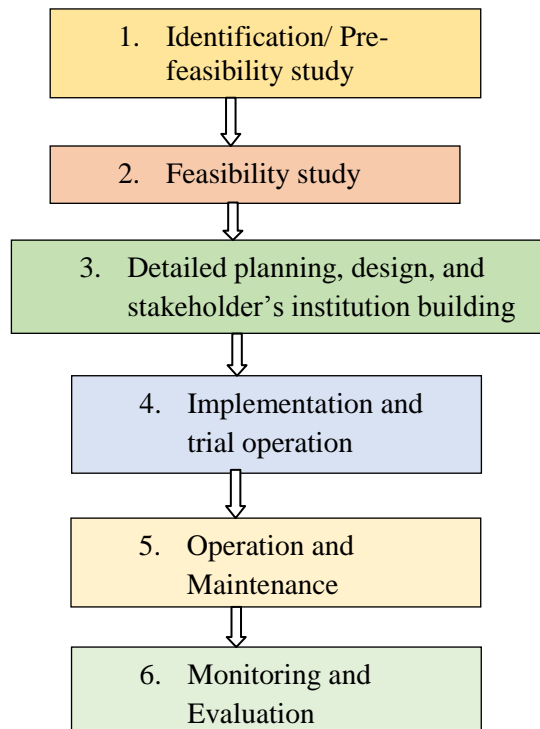 1. Identification/ Pre-
feasibility study
2. Feasibility study
3. Detailed planning, design, and
stakeholder’s institution building
4. Implementation and
trial operation
5. Operation and
Maintenance
6. Monitoring and
Evaluation